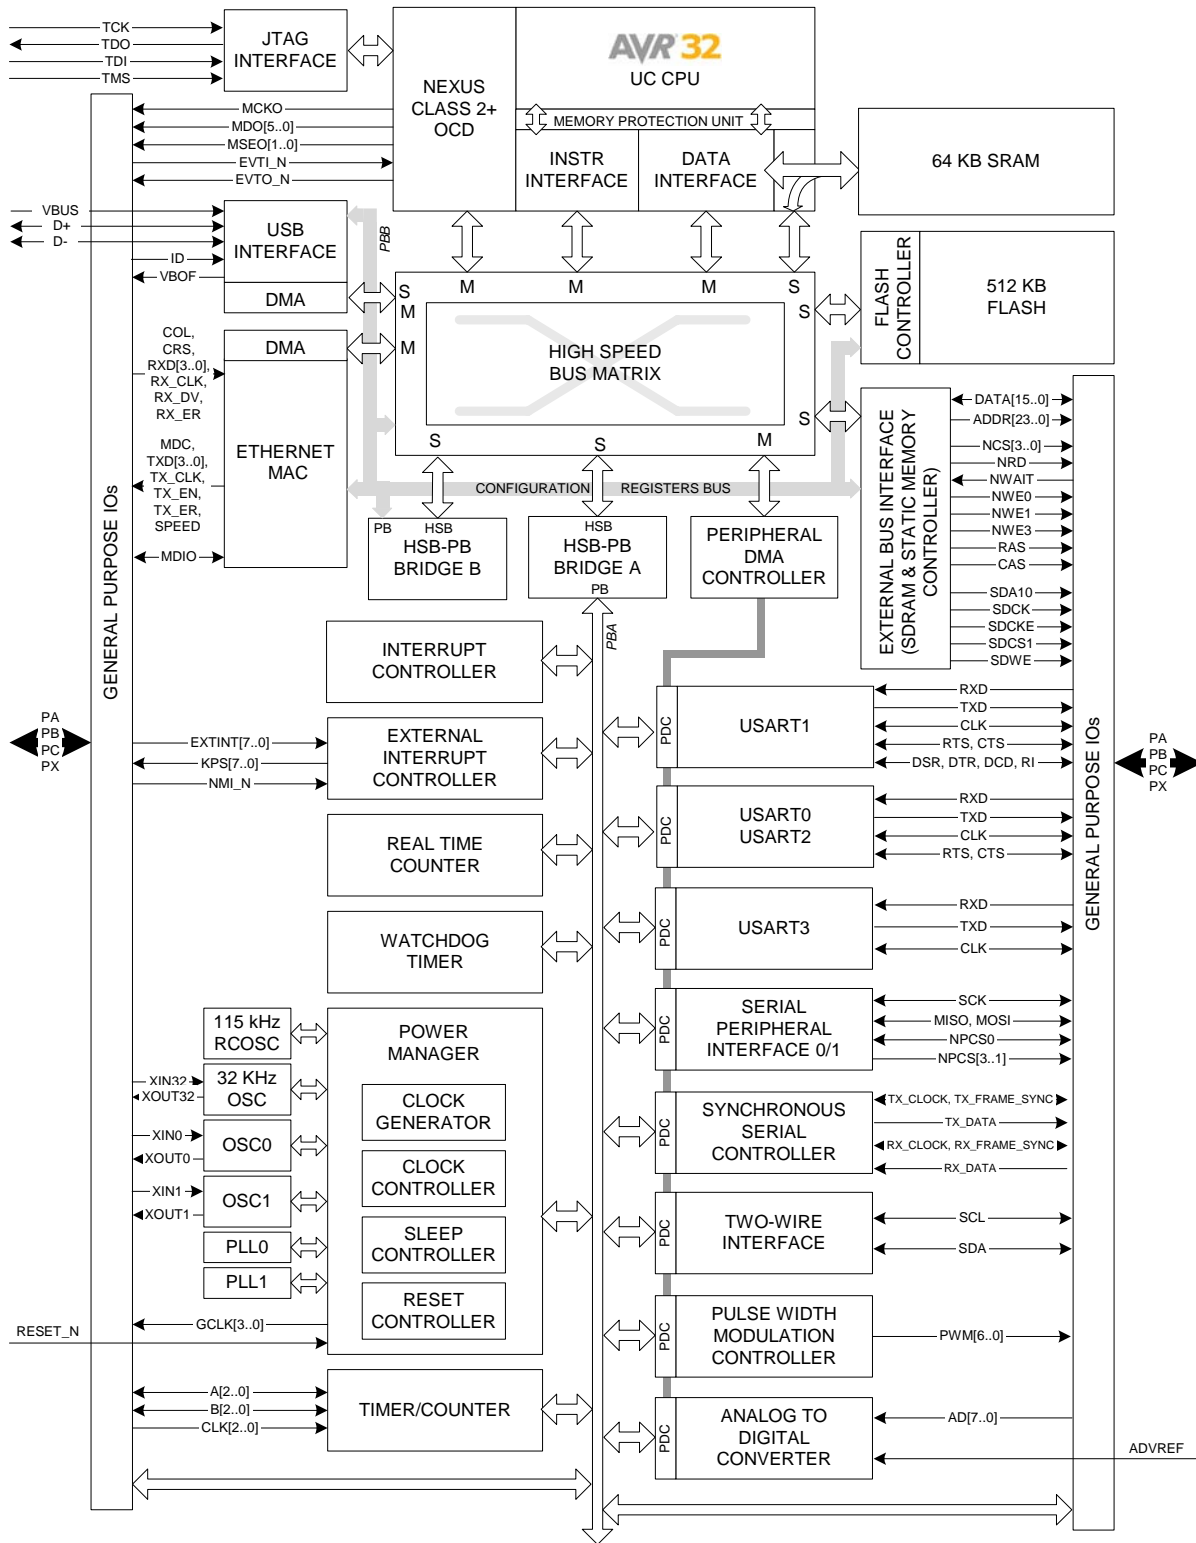 TCK
TDO
TDI
TMS
JTAG
INTERFACE
NEXUS
CLASS 2+
OCD
AVR 32
UC CPU
MEMORY PROTECTION UNIT
INSTR
INTERFACE
DATA
INTERFACE
64 KB SRAM
MCKO
MDO[5..0]
MSEO[1..0]
EVTI_N
EVTO_N
VBUS
D+
D-
ID
VBOF
USB
INTERFACE
DMA
PBB
S
M
M
M
M
S
S
M
S
S
S
M
HIGH SPEED
BUS MATRIX
FLASH
CONTROLLER
512 KB
FLASH
COL,
CRS,
RXD[3..0],
RX_CLK,
RX_DV,
RX_ER
MDC,
TXD[3..0],
TX_CLK,
TX_EN,
TX_ER,
SPEED
MDIO
DMA
ETHERNET
MAC
CONFIGURATION REGISTERS BUS
PB
HSB
HSB-PB
BRIDGE B
HSB
HSB-PB
BRIDGE A
PB
PERIPHERAL
DMA
CONTROLLER
EXTERNAL BUS INTERFACE
(SDRAM & STATIC MEMORY
CONTROLLER)
DATA[15..0]
ADDR[23..0]
NCS[3..0]
NRD
NWAIT
NWE0
NWE1
NWE3
RAS
CAS
SDA10
SDCK
SDCKE
SDCS1
SDWE
GENERAL PURPOSE IOs
GENERAL PURPOSE IOs
PA
PB
PC
PX
PA
PB
PC
PX
PBA
INTERRUPT
CONTROLLER
EXTINT[7..0]
KPS[7..0]
NMI_N
EXTERNAL
INTERRUPT
CONTROLLER
REAL TIME
COUNTER
WATCHDOG
TIMER
115 kHz
RCOSC
XIN32
XOUT32
32 KHz
OSC
XIN0
XOUT0
OSC0
XIN1
XOUT1
OSC1
PLL0
PLL1
POWER
MANAGER
CLOCK
GENERATOR
CLOCK
CONTROLLER
SLEEP
CONTROLLER
RESET
CONTROLLER
GCLK[3..0]
RESET_N
A[2..0]
B[2..0]
CLK[2..0]
TIMER/COUNTER
PDC
USART1
RXD
TXD
CLK
RTS, CTS
DSR, DTR, DCD, RI
PDC
USART0
USART2
RXD
TXD
CLK
RTS, CTS
PDC
USART3
RXD
TXD
CLK
PDC
SERIAL
PERIPHERAL
INTERFACE 0/1
SCK
MISO, MOSI
NPCS0
NPCS[3..1]
PDC
SYNCHRONOUS
SERIAL
CONTROLLER
TX_CLOCK, TX_FRAME_SYNC
TX_DATA
RX_CLOCK, RX_FRAME_SYNC
RX_DATA
PDC
TWO-WIRE
INTERFACE
SCL
SDA
PDC
PULSE WIDTH
MODULATION
CONTROLLER
PWM[6..0]
PDC
ANALOG TO
DIGITAL
CONVERTER
AD[7..0]
ADVREF